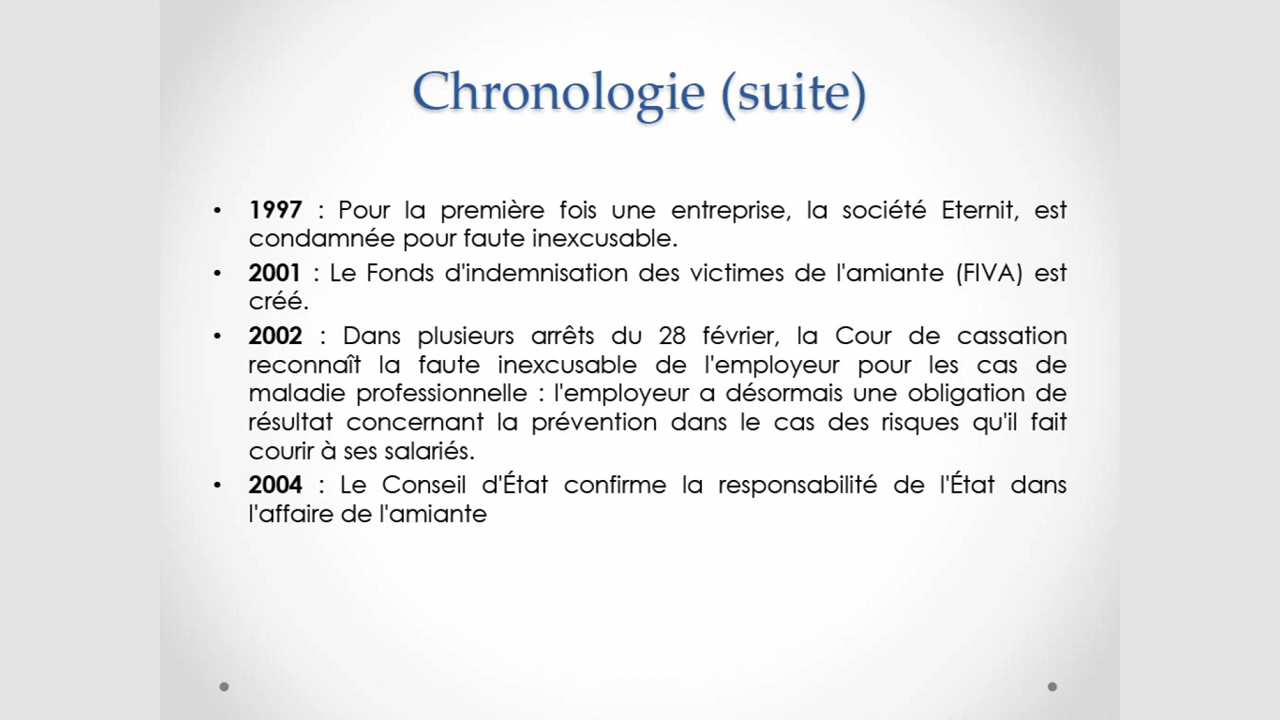 Chronologie (suite)
• 1997 : Pour la première fois une entreprise, la société Eternit, est
condamnée pour faute inexcusable.
• 2001 : Le Fonds d'indemnisation des victimes de l'amiante (FIVA) est
créé.
• 2002 : Dans plusieurs arrêts du 28 février, la Cour de cassation
reconnaît la faute inexcusable de l'employeur pour les cas de
maladie professionnelle : l'employeur a désormais une obligation de
résultat concernant la prévention dans le cas des risques qu'il fait
courir à ses salariés.
• 2004 : Le Conseil d'État confirme la responsabilité de l'État dans
l'affaire de l'amiante